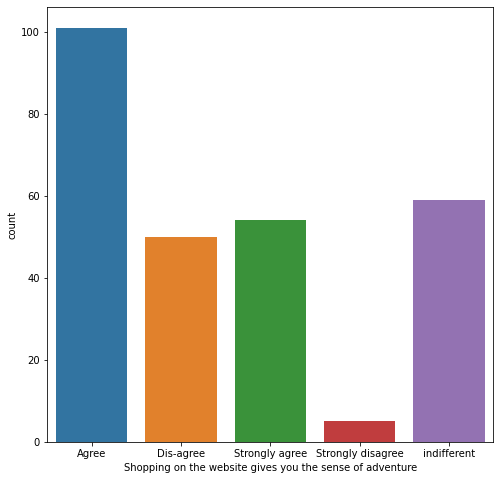 100
80
60
40
20
0
count
Agree Dis-agree Strongly agree Strongly disagree indifferent
Shopping on the website gives you the sense of adventure